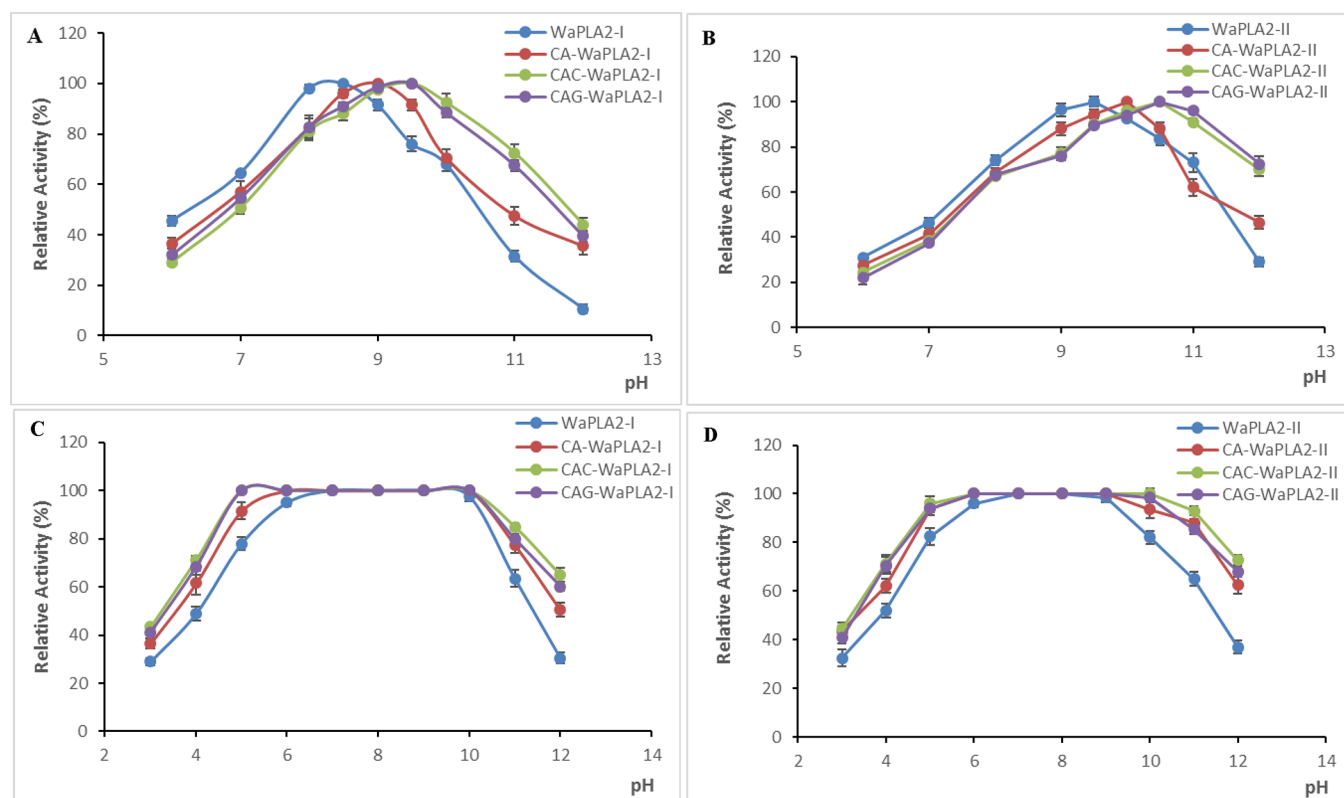 A
WaPLA2-I
CA-WaPLA2-I
CAC-WaPLA2-I
CAG-WaPLA2-I
Relative Activity (%)
120
100
80
60
40
20
0
5 7 9 11 13
pH
B
WaPLA2-II
CA-WaPLA2-II
CAC-WaPLA2-II
CAG-WaPLA2-II
Relative Activity (%)
120
100
80
60
40
20
0
5 7 9 11 13
pH
C
WaPLA2-I
CA-WaPLA2-I
CAC-WaPLA2-I
CAG-WaPLA2-I
Relative Activity (%)
120
100
80
60
40
20
0
2 4 6 8 10 12 14
pH
D
WaPLA2-II
CA-WaPLA2-II
CAC-WaPLA2-II
CAG-WaPLA2-II
Relative Activity (%)
120
100
80
60
40
20
0
2 4 6 8 10 12 14
pH